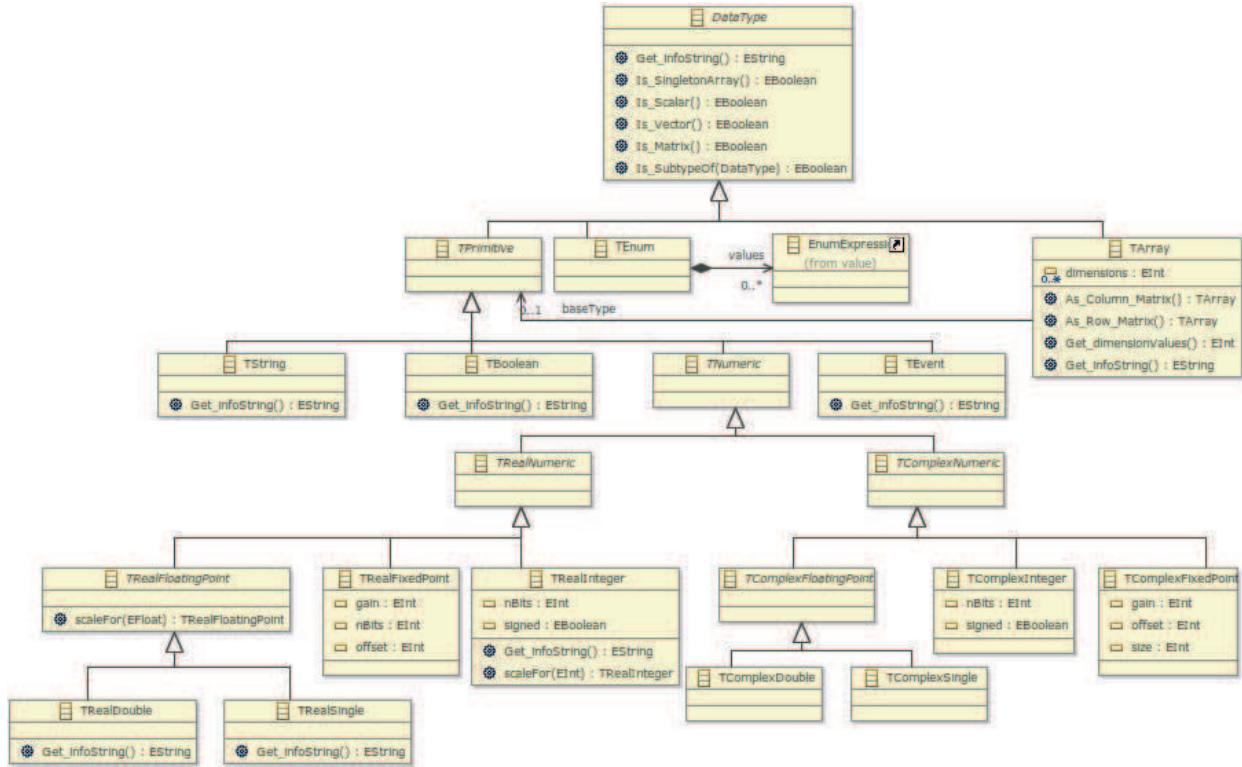 DataType
Get_InfoString() : EString
Is_SingletonArray() : EBoolean
Is_Scalar() : EBoolean
Is_Vector() : EBoolean
Is_Matrix() : EBoolean
Is_SubtypeOf(DataType) : EBoolean
TPrimitive
TEnum
values
0..*
EnumExpressi
(from value)
TArray
dimensions : EInt
0..*
As_Column_Matrix() : TArray
As_Row_Matrix() : TArray
Get_dimensionvalues() : EInt
Get_InfoString() : EString
0..1
baseType
TString
Get_InfoString() : EString
TBoolean
Get_InfoString() : EString
TNumeric
TEvent
Get_InfoString() : EString
TRealNumeric
TComplexNumeric
TRealFloatingPoint
scaleFor(EFloat) : TRealFloatingPoint
TRealFixedPoint
gain : EInt
nBits : EInt
offset : EInt
TRealInteger
nBits : EInt
signed : EBoolean
Get_InfoString() : EString
scaleFor(EInt) : TRealInteger
TComplexFloatingPoint
TComplexInteger
nBits : EInt
signed : EBoolean
TComplexFixedPoint
gain : EInt
offset : EInt
size : EInt
TRealDouble
Get_InfoString() : EString
TRealSingle
Get_InfoString() : EString
TComplexDouble
TComplexSingle